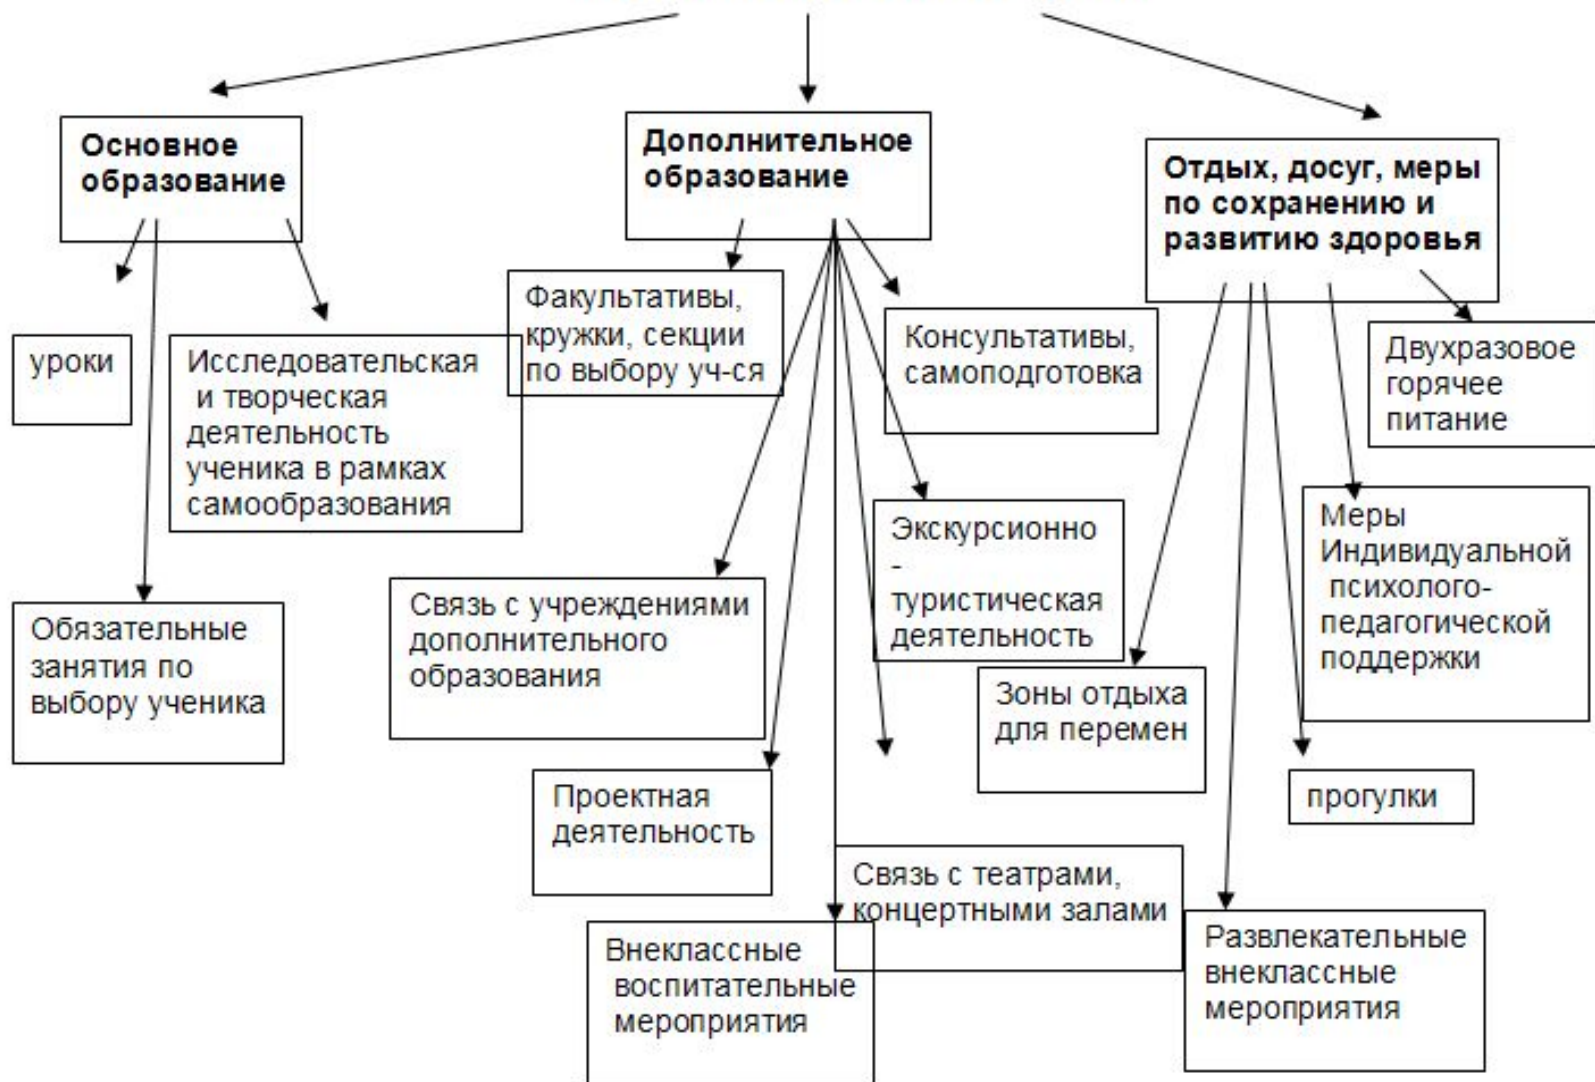 Основное
образование
Дополнительное
образование
Отдых, досуг, меры
по сохранению и
развитию здоровья
уроки
Исследовательская
и творческая
деятельность
ученика в рамках
самообразования
Обязательные
занятия по
выбору ученика
Факультативы,
кружки, секции
по выбору уч-ся
Консультативы,
самоподготовка
Связь с учреждениями
дополнительного
образования
Экскурсионно
-
туристическая
деятельность
Проектная
деятельность
Связь с театрами,
концертными залами
Внеклассные
воспитательные
мероприятия
Двухразовое
горячее
питание
Меры
Индивидуальной
психолого-
педагогической
поддержки
Зоны отдыха
для перемен
прогулки
Развлекательные
внеклассные
мероприятия